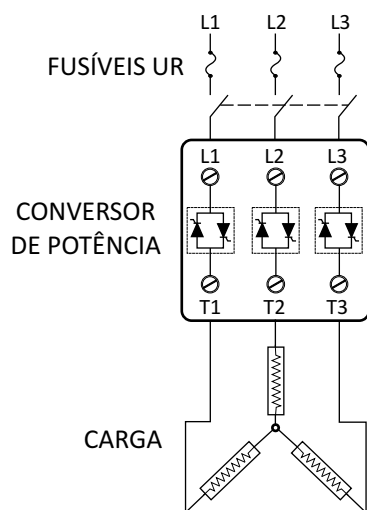 L1 L2 L3
FUSÍVEIS UR
L1 L2 L3
CONVERSOR
DE POTÊNCIA
T1 T2 T3
CARGA